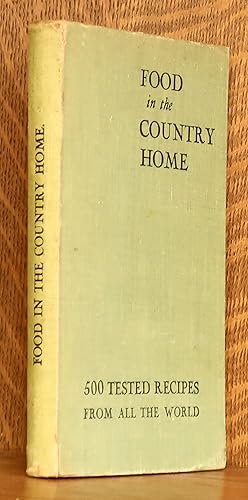 FOOD IN THE COUNTRY HOME.
FOOD
in the
COUNTRY
HOME
500 TESTED RECIPES
FROM ALL THE WORLD